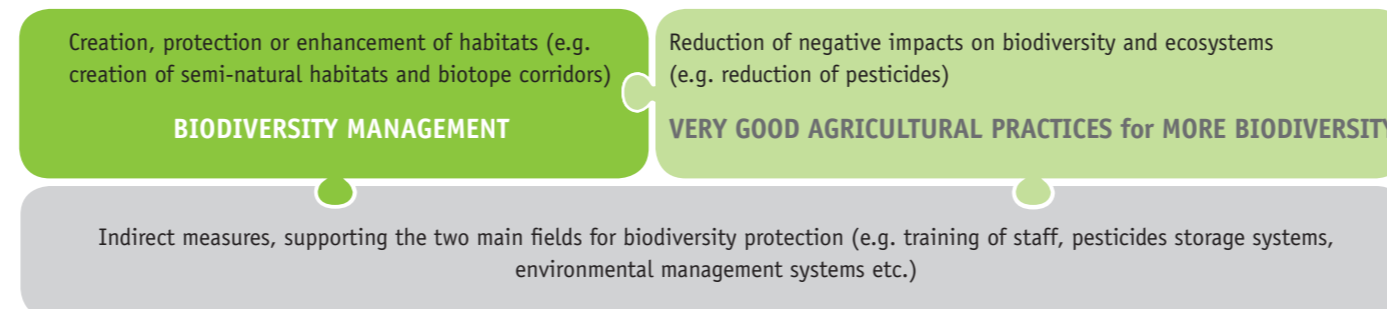 Creation, protection or enhancement of habitats (e.g.
creation of semi-natural habitats and biotope corridors)
BIODIVERSITY MANAGEMENT
Reduction of negative impacts on biodiversity and ecosystems
(e.g. reduction of pesticides)
VERY GOOD AGRICULTURAL PRACTICES for MORE BIODIVERSITY
Indirect measures, supporting the two main fields for biodiversity protection (e.g. training of staff, pesticides storage systems,
environmental management systems etc.)